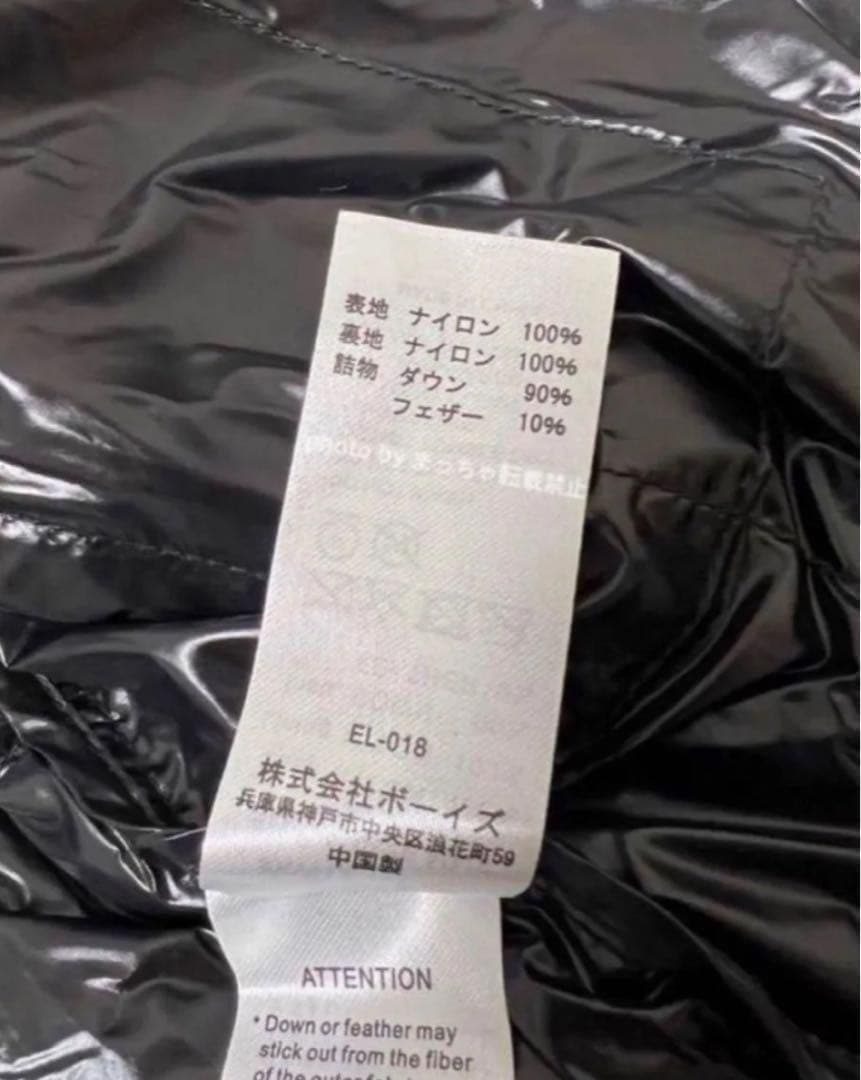 表地 ナイロン 100%
裏地 ナイロン 100%
詰物 ダウン 90%
フェザー 10%
photo by まっちゃ転載禁止
EL-018
株式会社ボーイズ
兵庫県神戸市中央区浪花町59
中国製
ATTENTION
* Down or feather may
stick out from the fiber
of the outer